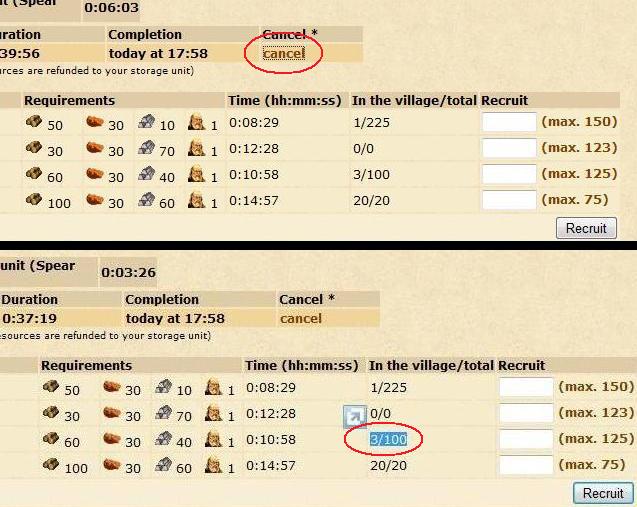 nit (Spear 0:06:03
uration Completion Cancel *
39:56 today at 17:58 cancel
urces are refunded to your storage unit)
Requirements Time (hh:mm:ss) In the village/total Recruit
50 30 10 1 0:08:29 1/225 (max. 150)
30 30 70 1 0:12:28 0/0 (max. 123)
60 30 40 1 0:10:58 3/100 (max. 125)
100 30 60 1 0:14:57 20/20 (max. 75)
Recruit
unit (Spear 0:03:26
Duration Completion Cancel *
0:37:19 today at 17:58 cancel
esources are refunded to your storage unit)
Requirements Time (hh:mm:ss) In the village/total Recruit
50 30 10 1 0:08:29 1/225 (max. 150)
30 30 70 1 0:12:28 0/0 (max. 123)
60 30 40 1 0:10:58 3/100 (max. 125)
100 30 60 1 0:14:57 20/20 (max. 75)
Recruit